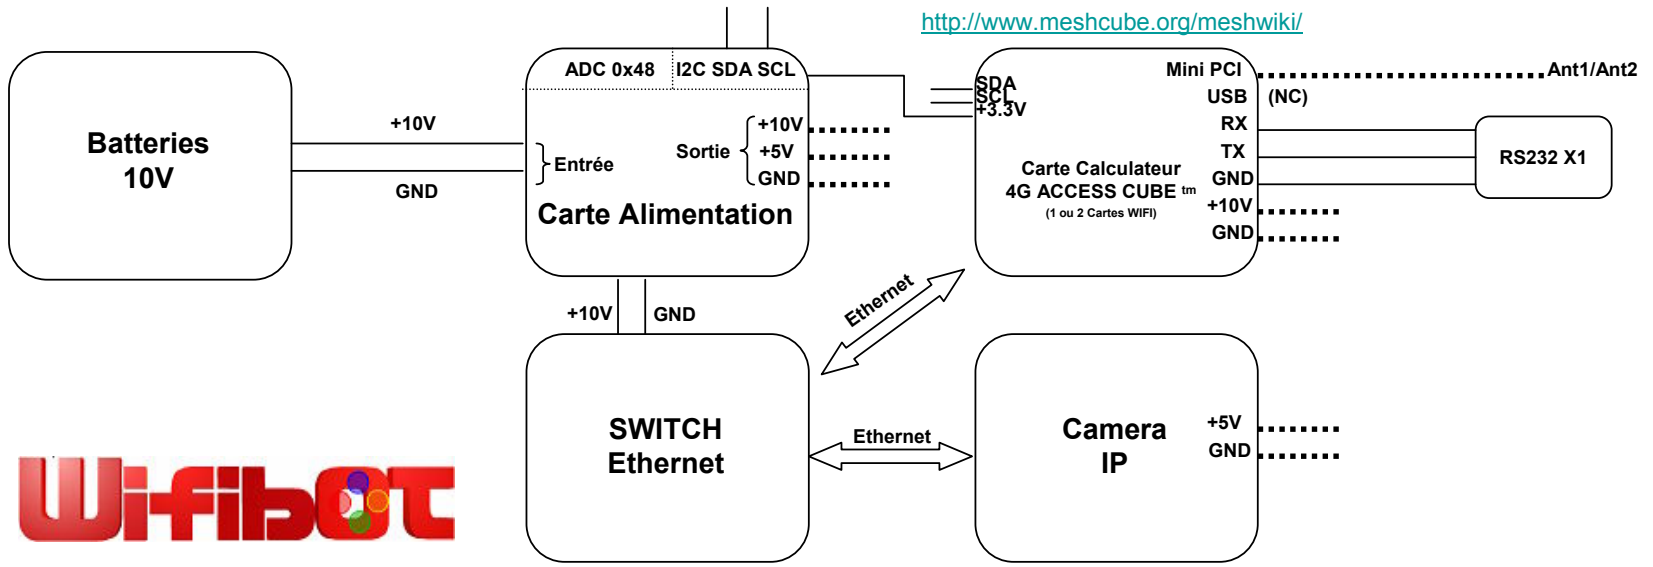 http://www.meshcube.org/meshwiki/
ADC 0x48
I2C SDA SCL
Batteries
10V
+10V
GND
Entrée
Sortie
+10V
+5V
GND
Carte Alimentation
SDA
SCL
+3.3V
Mini PCI
USB
RX
TX
GND
+10V
GND
Carte Calculateur
4G ACCESS CUBE tm
(1 ou 2 Cartes WIFI)
Ant1/Ant2
(NC)
RS232 X1
+10V
GND
Ethernet
SWITCH
Ethernet
Ethernet
Camera
IP
+5V
GND
Wifibot